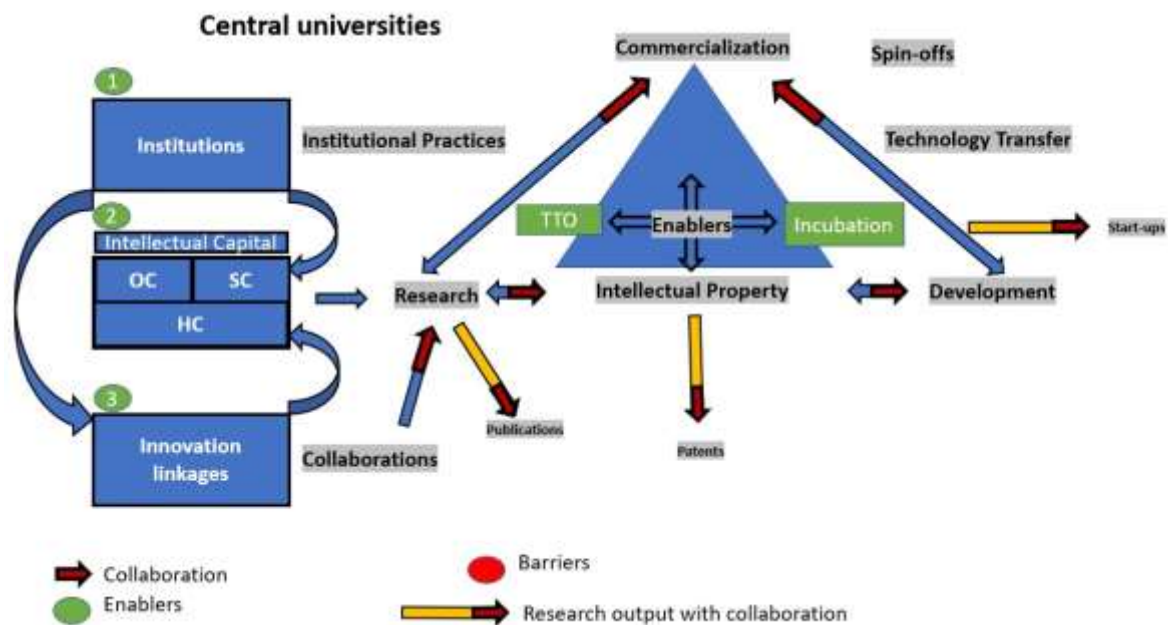 Central universities
Commercialization
Spin-offs
1
Institutions
Institutional Practices
Technology Transfer
2
Intellectual Capital
TTO
Enablers
Incubation
Start-ups
OC
SC
Research
Intellectual Property
Development
HC
3
Innovation
linkages
Collaborations
Publications
Patents
Collaboration
Barriers
Enablers
Research output with collaboration